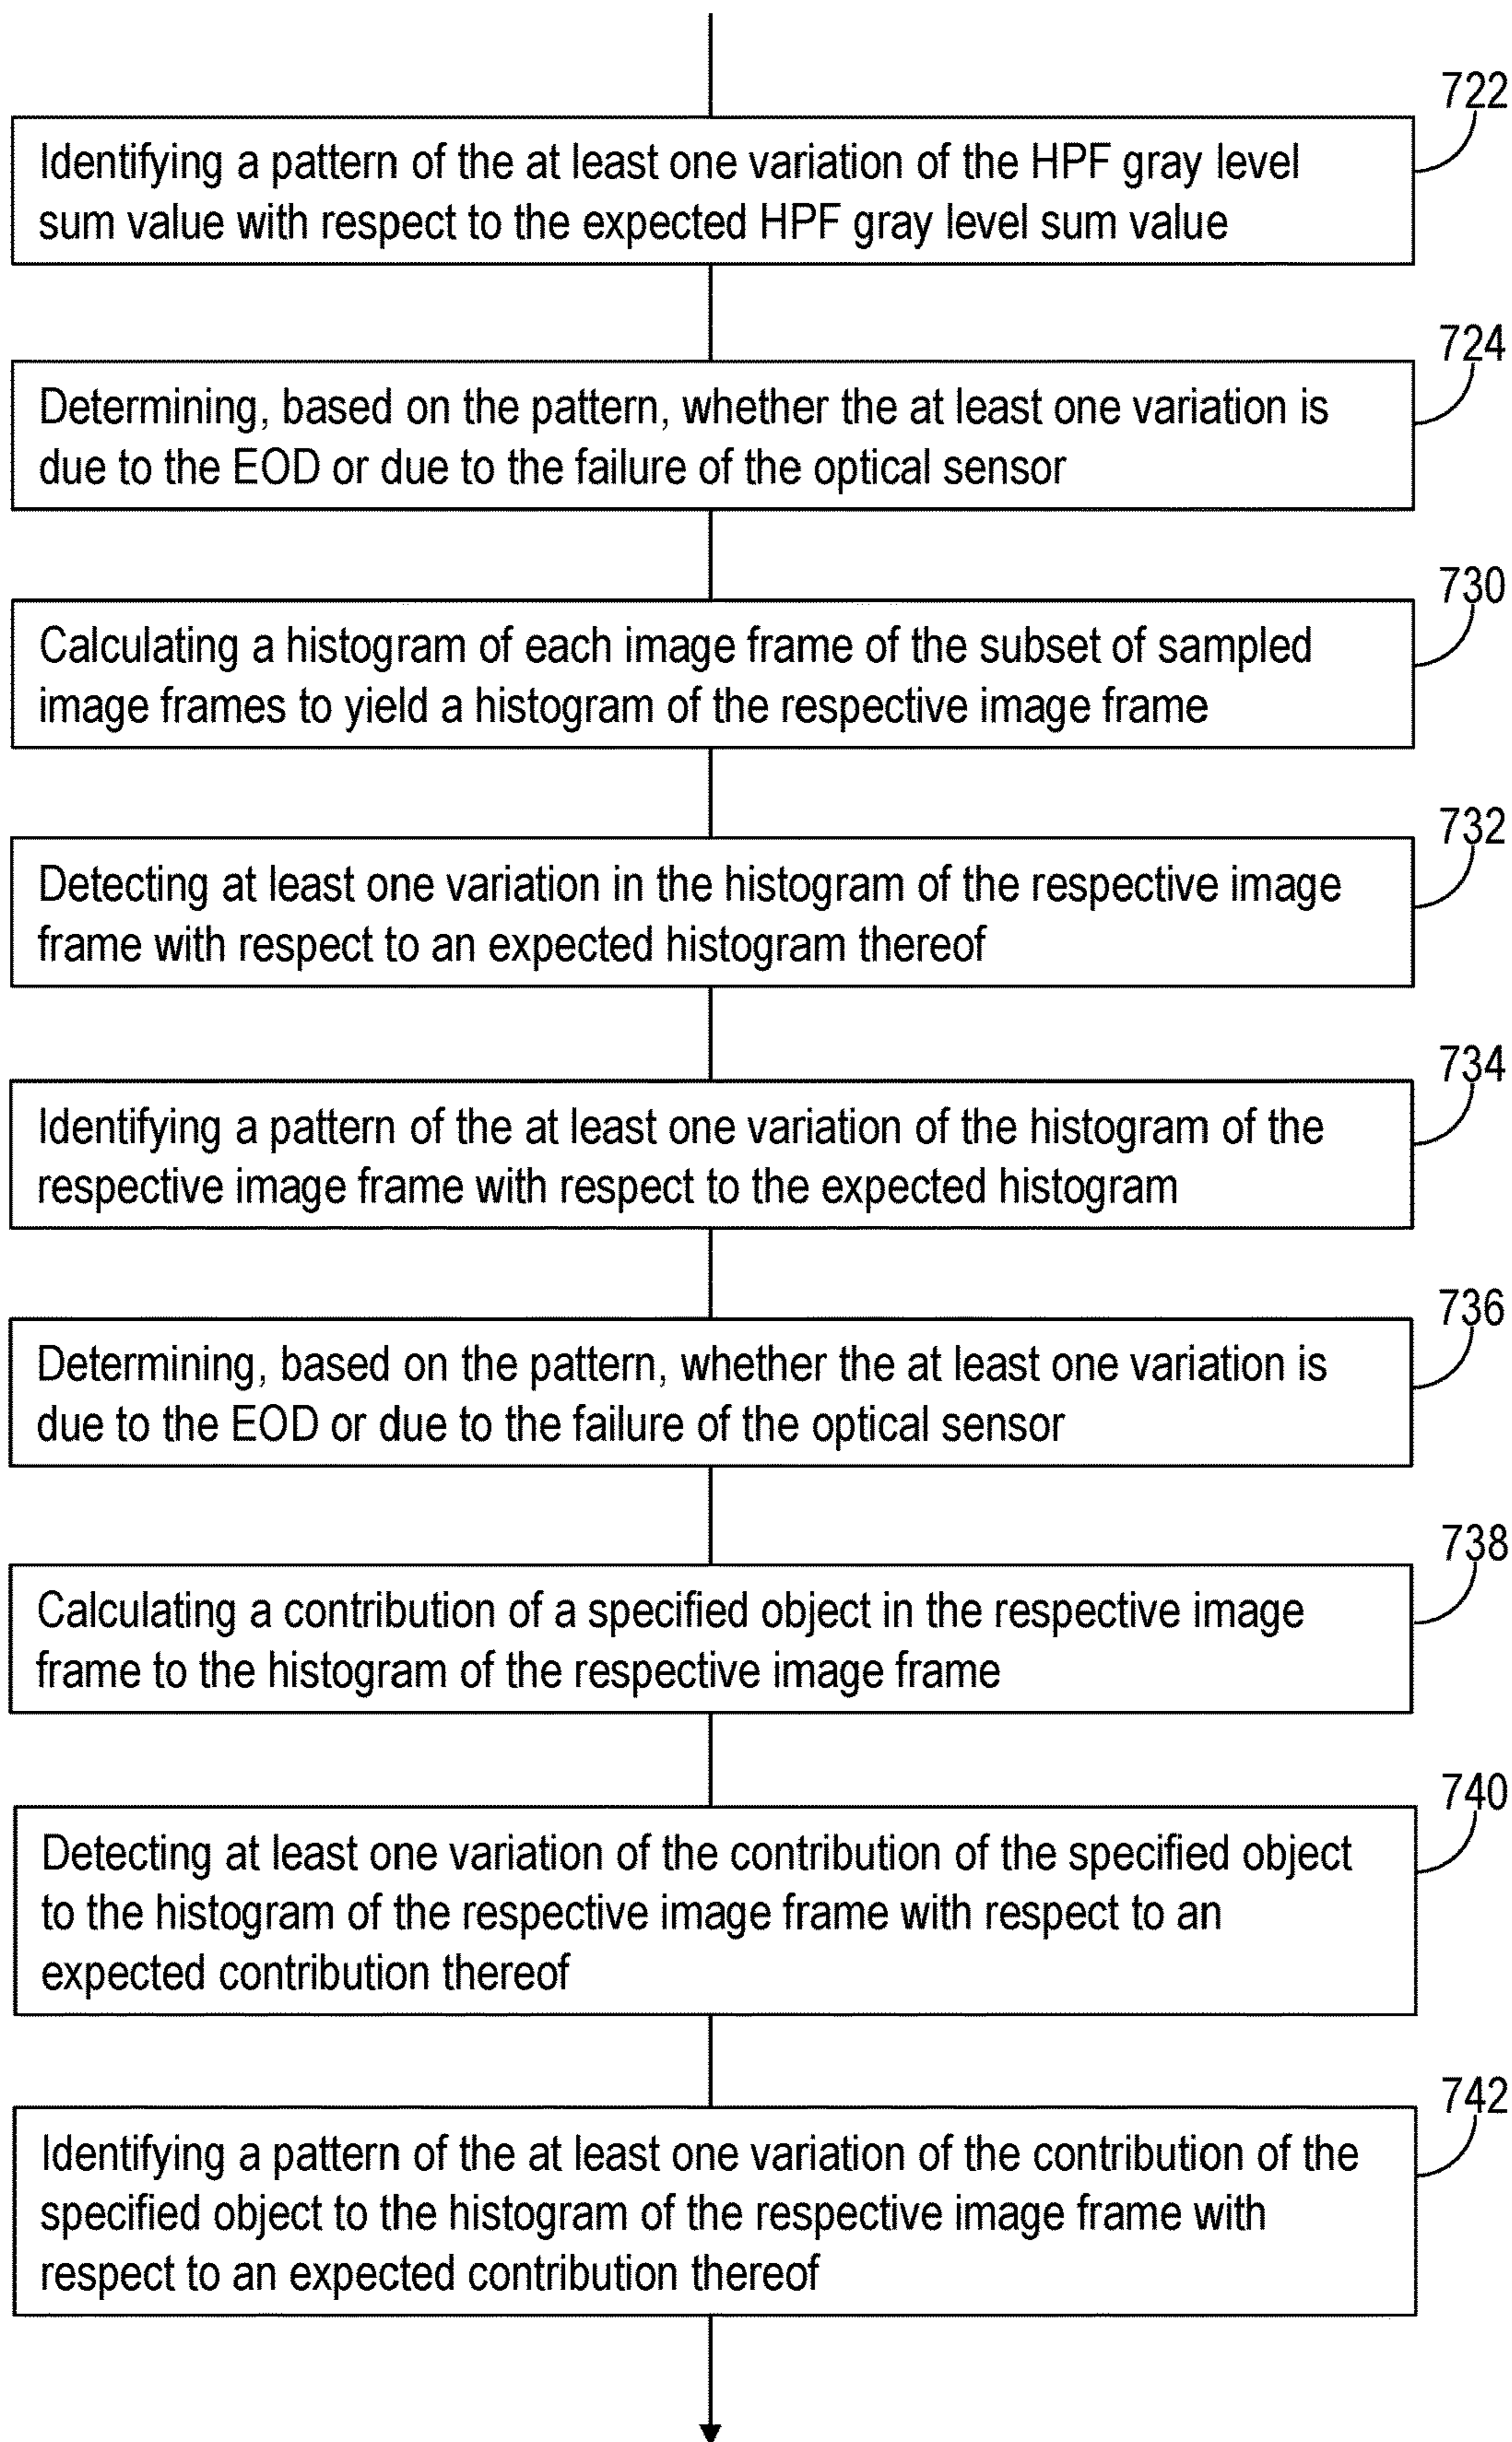 722
Identifying a pattern of the at least one variation of the HPF gray level
sum value with respect to the expected HPF gray level sum value
724
Determining, based on the pattern, whether the at least one variation is
due to the EOD or due to the failure of the optical sensor
730
Calculating a histogram of each image frame of the subset of sampled
image frames to yield a histogram of the respective image frame
732
Detecting at least one variation in the histogram of the respective image
frame with respect to an expected histogram thereof
734
Identifying a pattern of the at least one variation of the histogram of the
respective image frame with respect to the expected histogram
736
Determining, based on the pattern, whether the at least one variation is
due to the EOD or due to the failure of the optical sensor
738
Calculating a contribution of a specified object in the respective image
frame to the histogram of the respective image frame
740
Detecting at least one variation of the contribution of the specified object
to the histogram of the respective image frame with respect to an
expected contribution thereof
742
Identifying a pattern of the at least one variation of the contribution of the
specified object to the histogram of the respective image frame with
respect to an expected contribution thereof